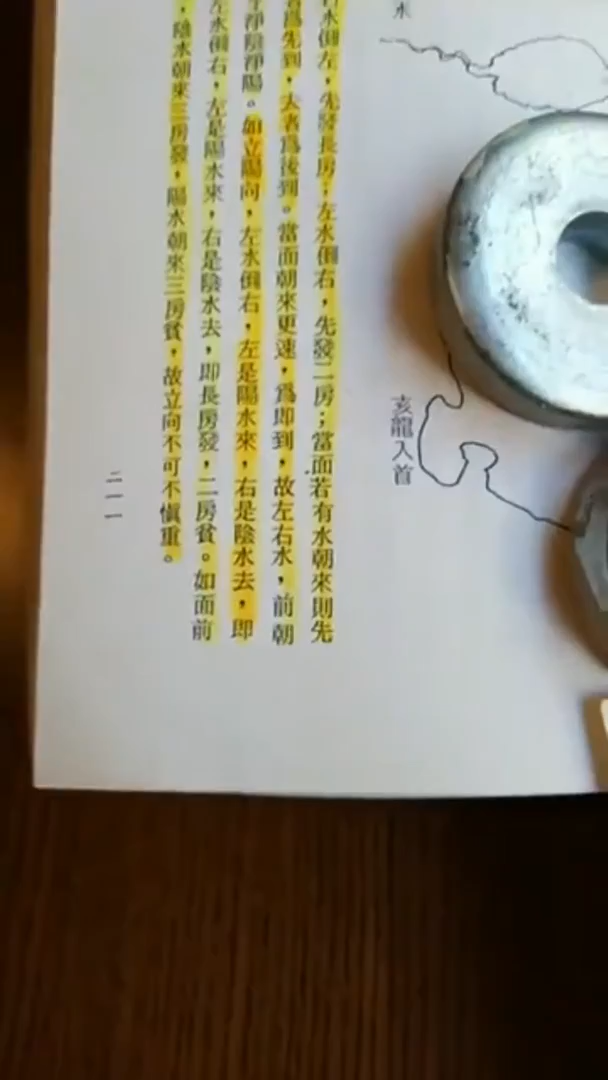 水
亥龍入首
右水倒左，先發長房；左水倒右，先發二房；當面若有水朝來則先
者為先到，去者為後到。當面朝來更速，為即到，故左右水，前朝
淨陰淨陽。如立陽向，左水倒右，左是陽水來，右是陰水去，即
左水倒右，左是陽水來，右是陰水去，即長房發，二房貧。如面前
，陰水朝來三房發，陽水朝來三房貧，故立向不可不慎重。
二一一